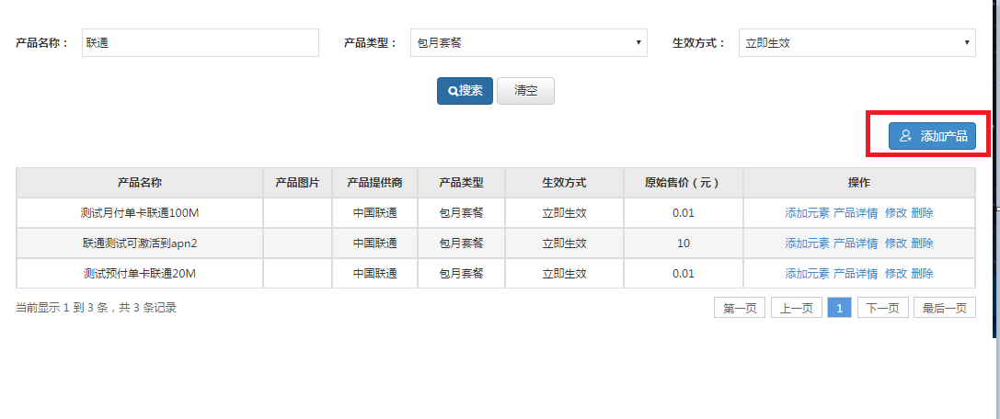 产品名称： 联通 产品类型： 包月套餐 生效方式： 立即生效
搜索 清空
添加产品
产品名称 产品图片 产品提供商 产品类型 生效方式 原始售价（元） 操作
测试月付单卡联通100M 中国联通 包月套餐 立即生效 0.01 添加元素 产品详情 修改 删除
联通测试可激活到apn2 中国联通 包月套餐 立即生效 10 添加元素 产品详情 修改 删除
测试预付单卡联通20M 中国联通 包月套餐 立即生效 0.01 添加元素 产品详情 修改 删除
当前显示 1 到 3 条，共 3 条记录 第一页 上一页 1 下一页 最后一页